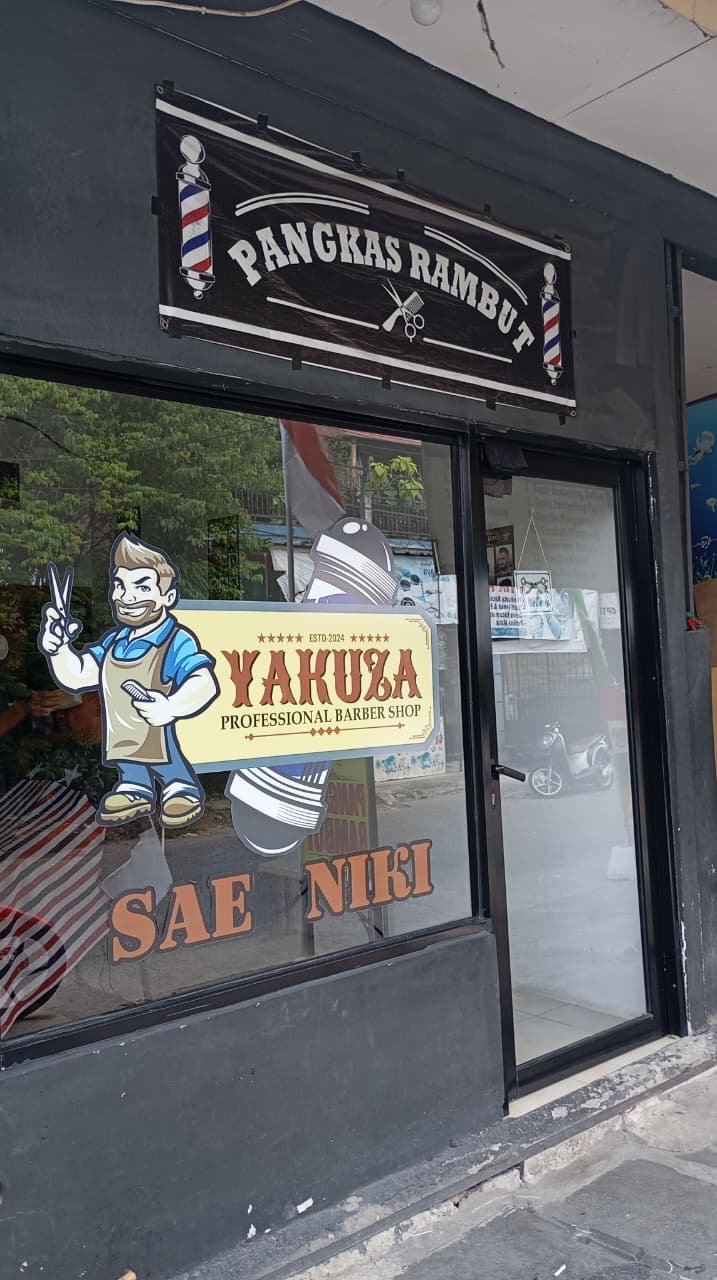 PANGKAS RAMBUT
ESTD-2024
YAKUZA
PROFESSIONAL BARBER SHOP
SAE NIKI